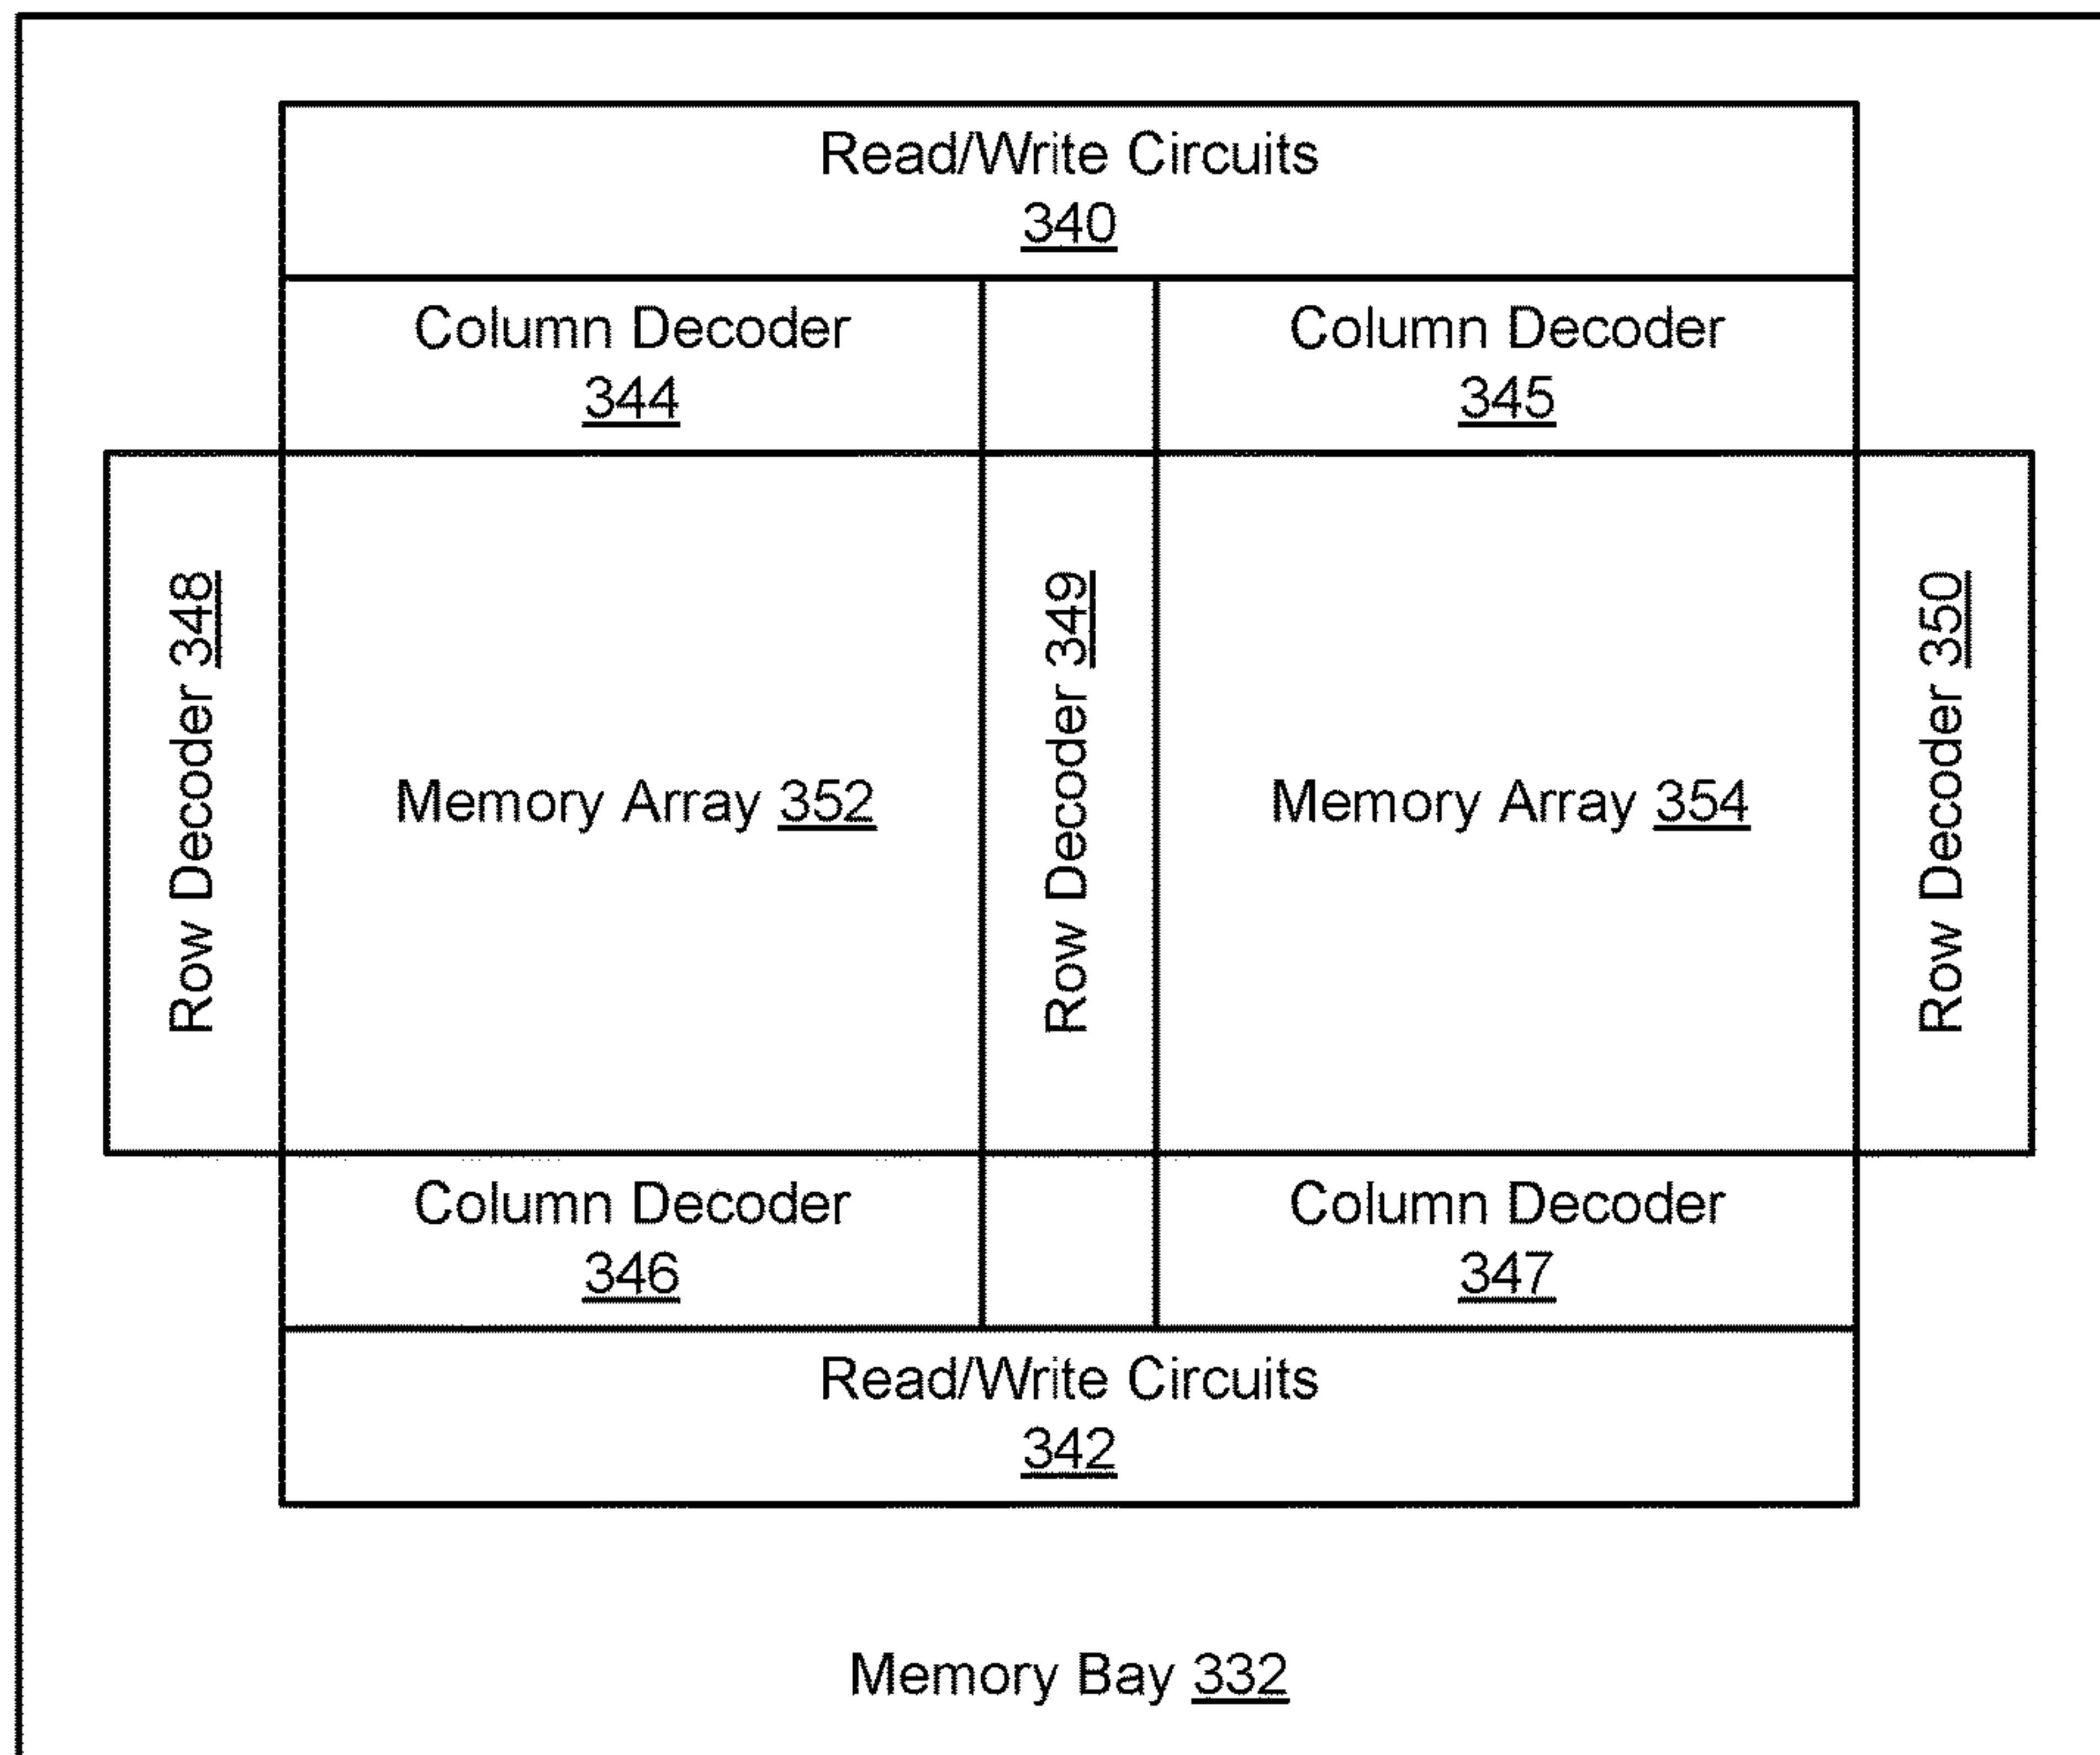 Read/Write Circuits
340
Column Decoder
344
Column Decoder
345
Row Decoder 348
Memory Array 352
Row Decoder 349
Memory Array 354
Row Decoder 350
Column Decoder
346
Column Decoder
347
Read/Write Circuits
342
Memory Bay 332